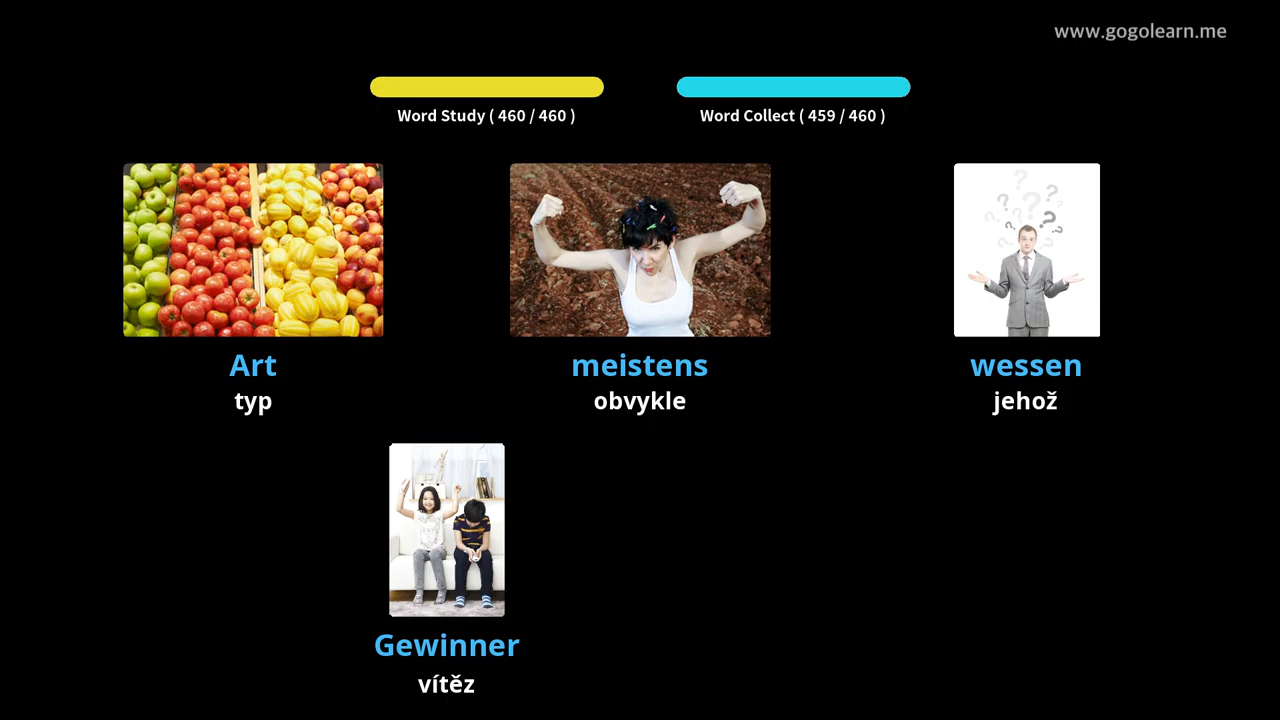 www.gogolearn.me
Word Study ( 460 / 460 )
Word Collect ( 459 / 460 )
Art
typ
meistens
obvykle
wessen
jehož
Gewinner
vítěz